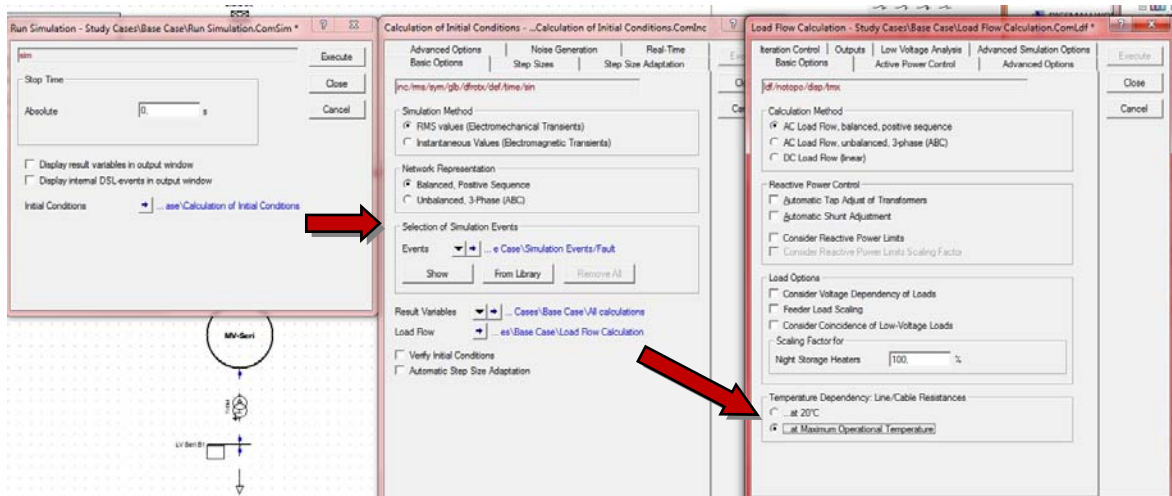 Run Simulation - Study Cases\Base Case\Run Simulation.ComSim *
sim
Execute
Close
Cancel
Stop Time
Absolute 0, s
Display result variables in output window
Display internal DSL-events in output window
Initial Conditions ... ase\Calculation of Initial Conditions
MV-Seri
LV Seri B1
Calculation of Initial Conditions - ...Calculation of Initial Conditions.ComInc
Advanced Options Noise Generation Real-Time
Basic Options Step Sizes Step Size Adaptation
inc/rms/sym/glb/dfrotx/def/time/sin
Simulation Method
RMS values (Electromechanical Transients)
Instantaneous Values (Electromagnetic Transients)
Network Representation
Balanced, Positive Sequence
Unbalanced, 3-Phase (ABC)
Selection of Simulation Events
Events ... e Case\Simulation Events/Fault
Show From Library Remove All
Result Variables ... Cases\Base Case\All calculations
Load Flow ... es\Base Case\Load Flow Calculation
Verify Initial Conditions
Automatic Step Size Adaptation
Load Flow Calculation - Study Cases\Base Case\Load Flow Calculation.ComLdf *
Iteration Control Outputs Low Voltage Analysis Advanced Simulation Options
Basic Options Active Power Control Advanced Options
ldf/notopo/disp/tmx
Execute
Close
Cancel
Calculation Method
AC Load Flow, balanced, positive sequence
AC Load Flow, unbalanced, 3-phase (ABC)
DC Load Flow (linear)
Reactive Power Control
Automatic Tap Adjust of Transformers
Automatic Shunt Adjustment
Consider Reactive Power Limits
Consider Reactive Power Limits Scaling Factor
Load Options
Consider Voltage Dependency of Loads
Feeder Load Scaling
Consider Coincidence of Low-Voltage Loads
Scaling Factor for
Night Storage Heaters 100, %
Temperature Dependency: Line/Cable Resistances
...at 20°C
...at Maximum Operational Temperature